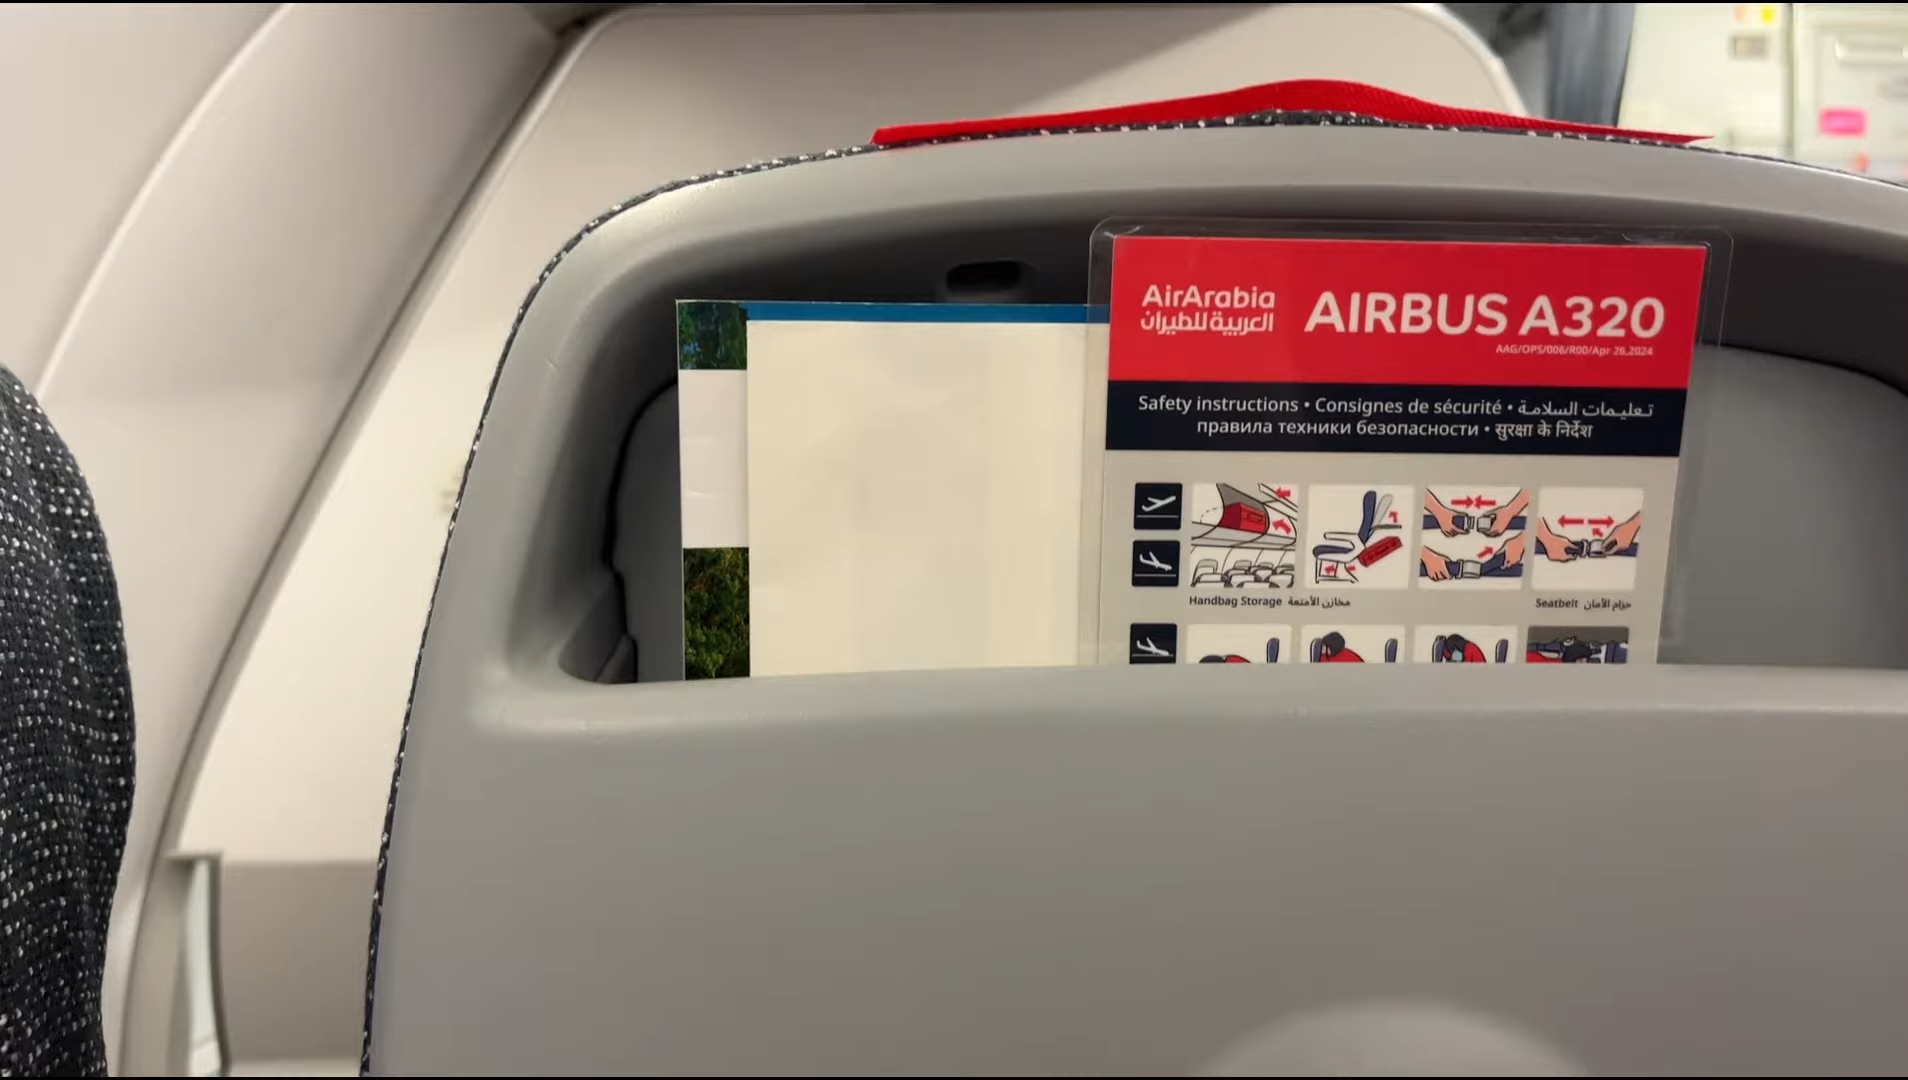 AirArabia
العربية للطيران
AIRBUS A320
AAG/OPS/006/R00/Apr 26,2024
Safety instructions • Consignes de sécurité • تعليمات السلامة
правила техники безопасности • सुरक्षा के निर्देश
Handbag Storage مخازن الأمتعة
Seatbelt حزام الأمان